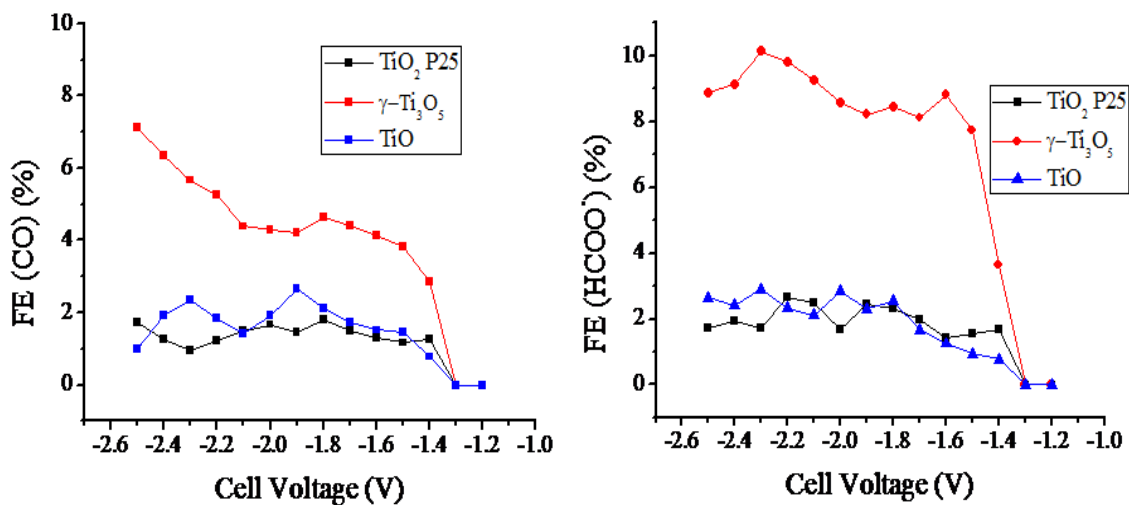 10
8
6
4
2
0
FE (CO) (%)
TiO₂ P25
γ−Ti₃O₅
TiO
-2.6 -2.4 -2.2 -2.0 -1.8 -1.6 -1.4 -1.2 -1.0
Cell Voltage (V)
10
8
6
4
2
0
FE (HCOO⁻) (%)
TiO₂ P25
γ−Ti₃O₅
TiO
-2.6 -2.4 -2.2 -2.0 -1.8 -1.6 -1.4 -1.2 -1.0
Cell Voltage (V)